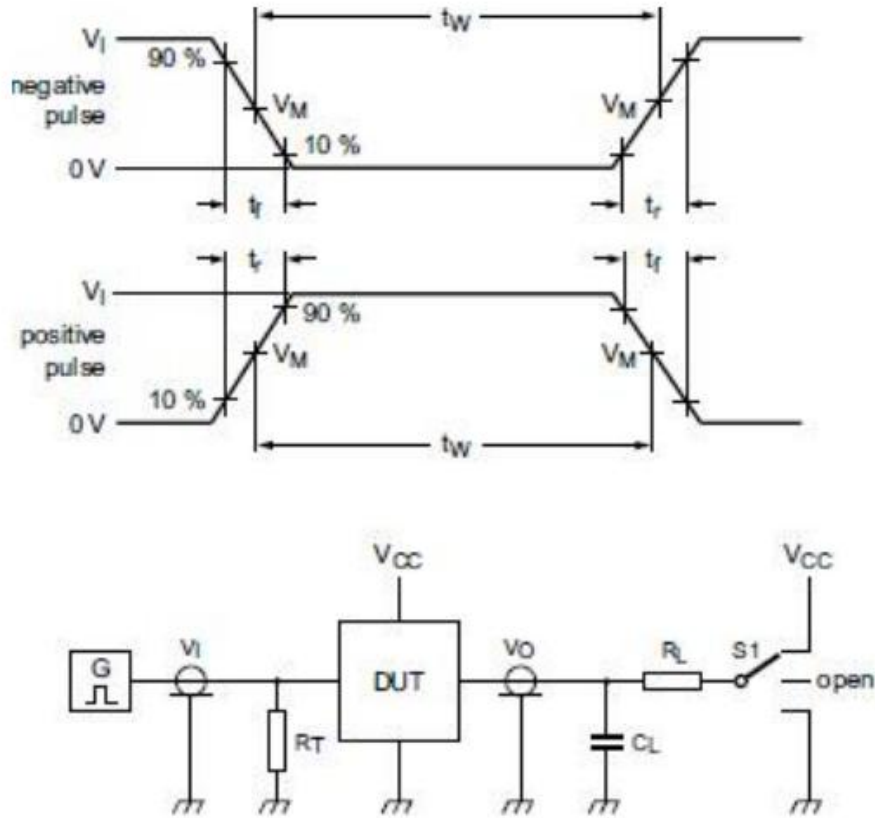 tW
VI
90 %
negative
pulse
VM
VM
10 %
0 V
tf
tr
tr
tf
VI
90 %
positive
pulse
VM
VM
10 %
0 V
tW
VCC
VCC
G
VI
DUT
VO
RL
S1
open
RT
CL